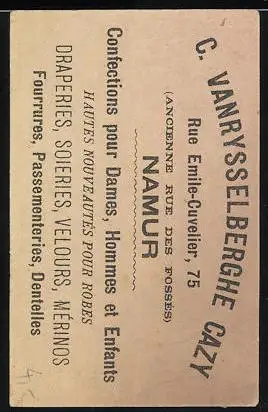 C. VANRYSSELBERGHE CAZY
Rue Emile-Cuvelier, 75
(ANCIENNE RUE DES FOSSÉS)
NAMUR
Confections pour Dames, Hommes et Enfants
HAUTES NOUVEAUTÉS POUR ROBES
DRAPERIES, SOIERIES, VELOURS, MÉRINOS
Fourrures, Passementeries, Dentelles